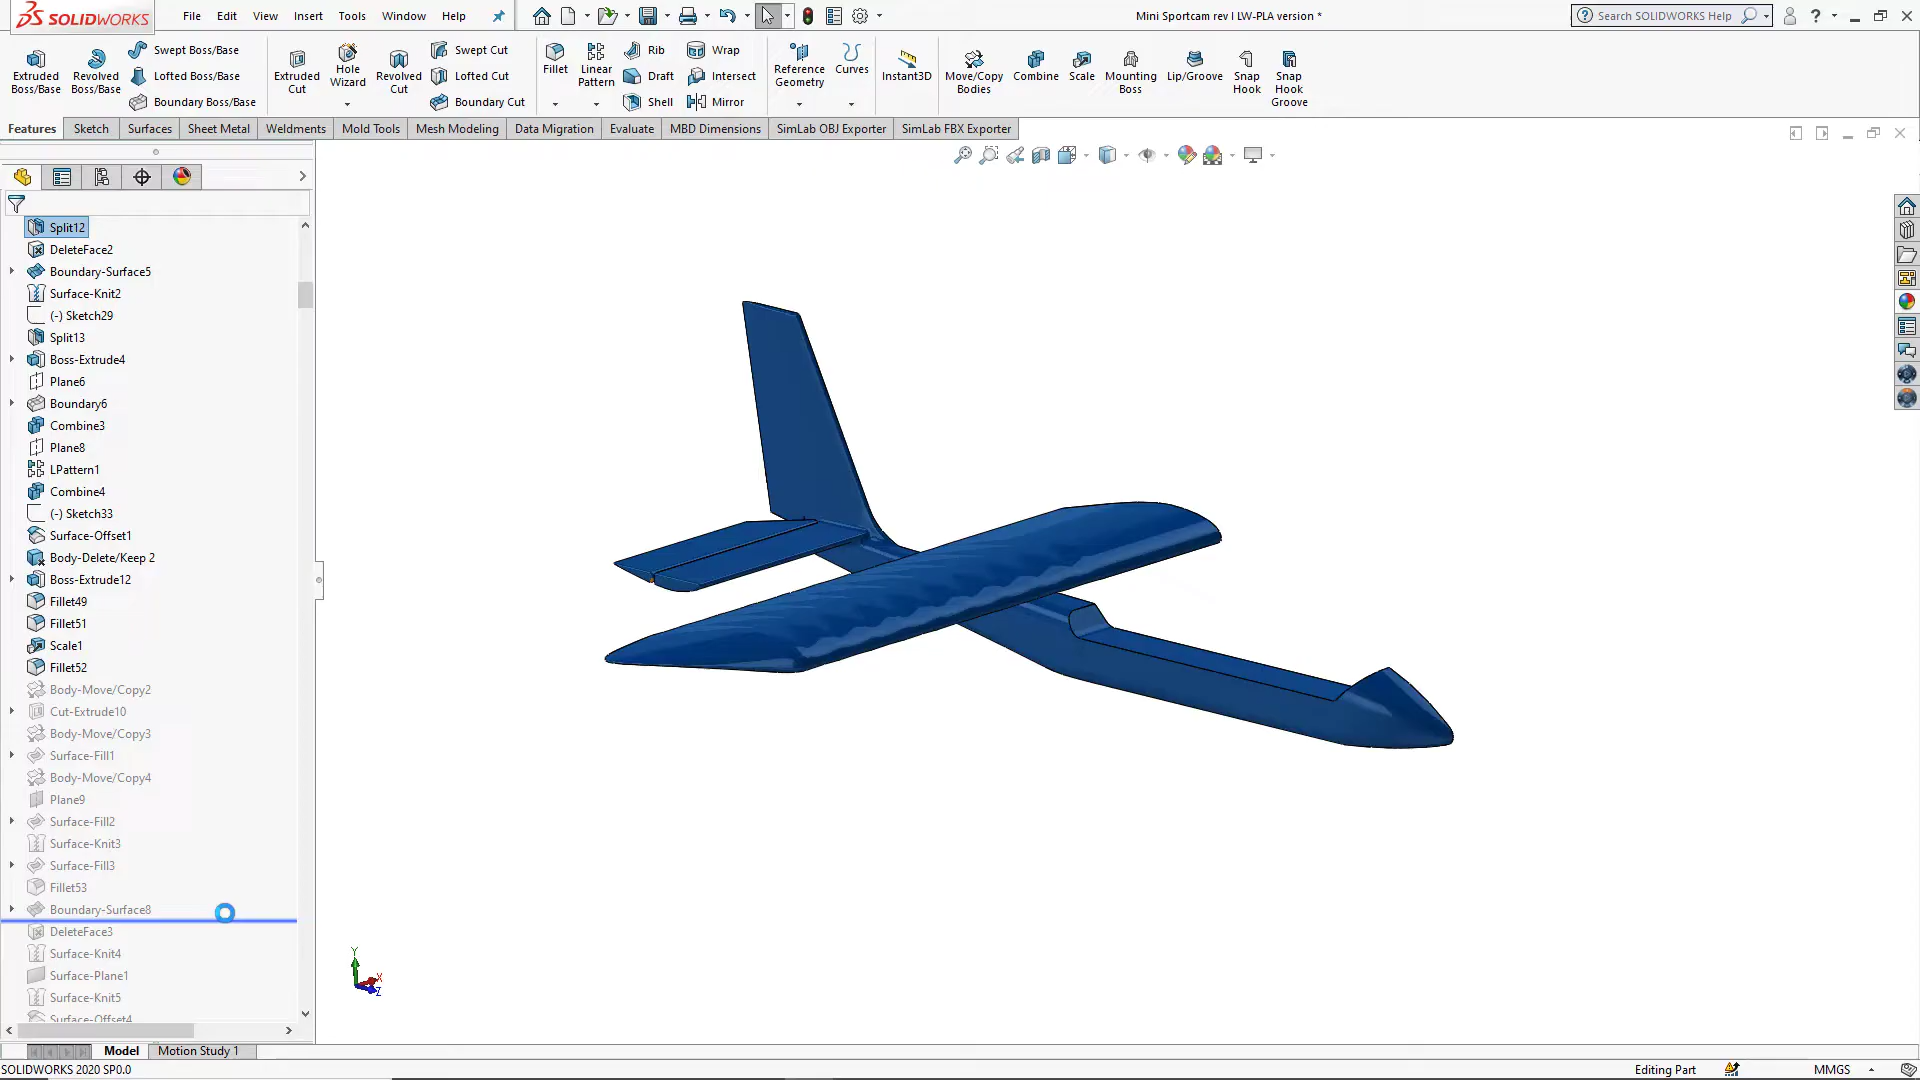 SOLIDWORKS
File Edit View Insert Tools Window Help
Mini Sportcam rev I LW-PLA version *
Search SOLIDWORKS Help
Extruded Boss/Base
Revolved Boss/Base
Swept Boss/Base
Lofted Boss/Base
Boundary Boss/Base
Extruded Cut
Hole Wizard
Revolved Cut
Swept Cut
Lofted Cut
Boundary Cut
Fillet
Linear Pattern
Rib
Draft
Shell
Wrap
Intersect
Mirror
Reference Geometry
Curves
Instant3D
Move/Copy Bodies
Combine
Scale
Mounting Boss
Lip/Groove
Snap Hook
Snap Hook Groove
Features Sketch Surfaces Sheet Metal Weldments Mold Tools Mesh Modeling Data Migration Evaluate MBD Dimensions SimLab OBJ Exporter SimLab FBX Exporter
Split12
DeleteFace2
Boundary-Surface5
Surface-Knit2
(-) Sketch29
Split13
Boss-Extrude4
Plane6
Boundary6
Combine3
Plane8
LPattern1
Combine4
(-) Sketch33
Surface-Offset1
Body-Delete/Keep 2
Boss-Extrude12
Fillet49
Fillet51
Scale1
Fillet52
Body-Move/Copy2
Cut-Extrude10
Body-Move/Copy3
Surface-Fill1
Body-Move/Copy4
Plane9
Surface-Fill2
Surface-Knit3
Surface-Fill3
Fillet53
Boundary-Surface8
DeleteFace3
Surface-Knit4
Surface-Plane1
Surface-Knit5
Surface-Offset4
Y
X
Z
Model Motion Study 1
SOLIDWORKS 2020 SP0.0
Editing Part
MMGS